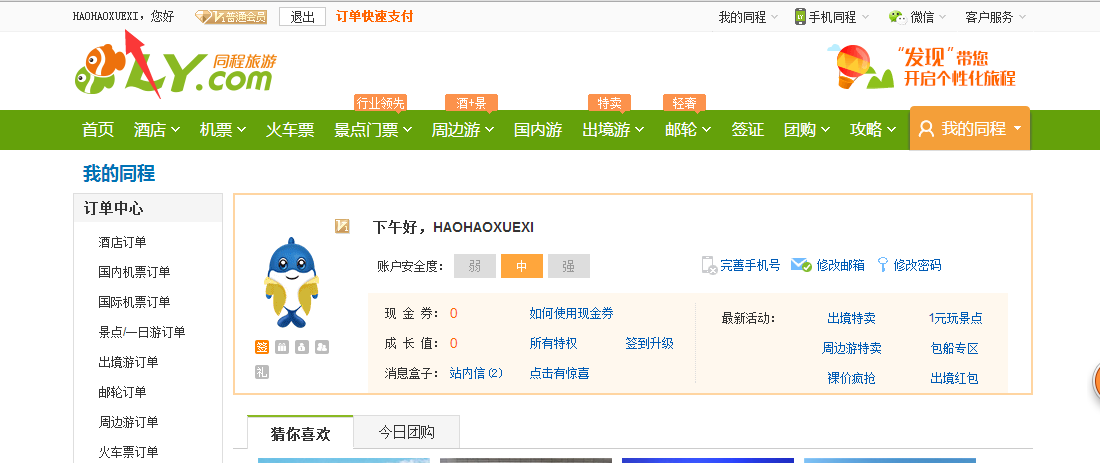 HAOHAOXUEXI，您好 V1普通会员 退出 订单快速支付 我的同程 手机同程 微信 客户服务
LY.com 同程旅游
“发现”带您
开启个性化旅程
行业领先 酒+景 特卖 轻奢
首页 酒店 机票 火车票 景点门票 周边游 国内游 出境游 邮轮 签证 团购 攻略 我的同程
我的同程
订单中心
酒店订单
国内机票订单
国际机票订单
景点/一日游订单
出境游订单
邮轮订单
周边游订单
火车票订单
V1 下午好，HAOHAOXUEXI
账户安全度： 弱 中 强 完善手机号 修改邮箱 修改密码
现 金 券： 0 如何使用现金券
成 长 值： 0 所有特权 签到升级
消息盒子： 站内信(2) 点击有惊喜
最新活动： 出境特卖 1元玩景点
周边游特卖 包船专区
裸价疯抢 出境红包
签
礼
猜你喜欢 今日团购